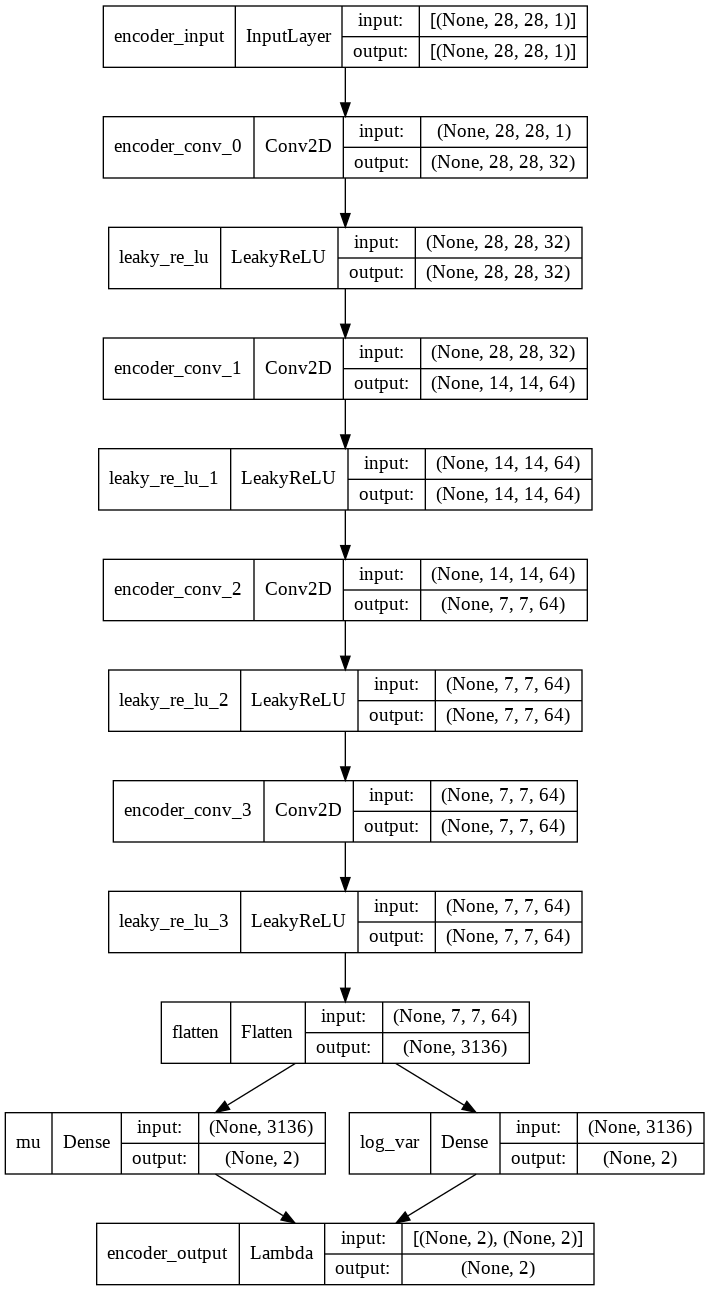 encoder_input InputLayer input: [(None, 28, 28, 1)]
output: [(None, 28, 28, 1)]
encoder_conv_0 Conv2D input: (None, 28, 28, 1)
output: (None, 28, 28, 32)
leaky_re_lu LeakyReLU input: (None, 28, 28, 32)
output: (None, 28, 28, 32)
encoder_conv_1 Conv2D input: (None, 28, 28, 32)
output: (None, 14, 14, 64)
leaky_re_lu_1 LeakyReLU input: (None, 14, 14, 64)
output: (None, 14, 14, 64)
encoder_conv_2 Conv2D input: (None, 14, 14, 64)
output: (None, 7, 7, 64)
leaky_re_lu_2 LeakyReLU input: (None, 7, 7, 64)
output: (None, 7, 7, 64)
encoder_conv_3 Conv2D input: (None, 7, 7, 64)
output: (None, 7, 7, 64)
leaky_re_lu_3 LeakyReLU input: (None, 7, 7, 64)
output: (None, 7, 7, 64)
flatten Flatten input: (None, 7, 7, 64)
output: (None, 3136)
mu Dense input: (None, 3136)
output: (None, 2)
log_var Dense input: (None, 3136)
output: (None, 2)
encoder_output Lambda input: [(None, 2), (None, 2)]
output: (None, 2)